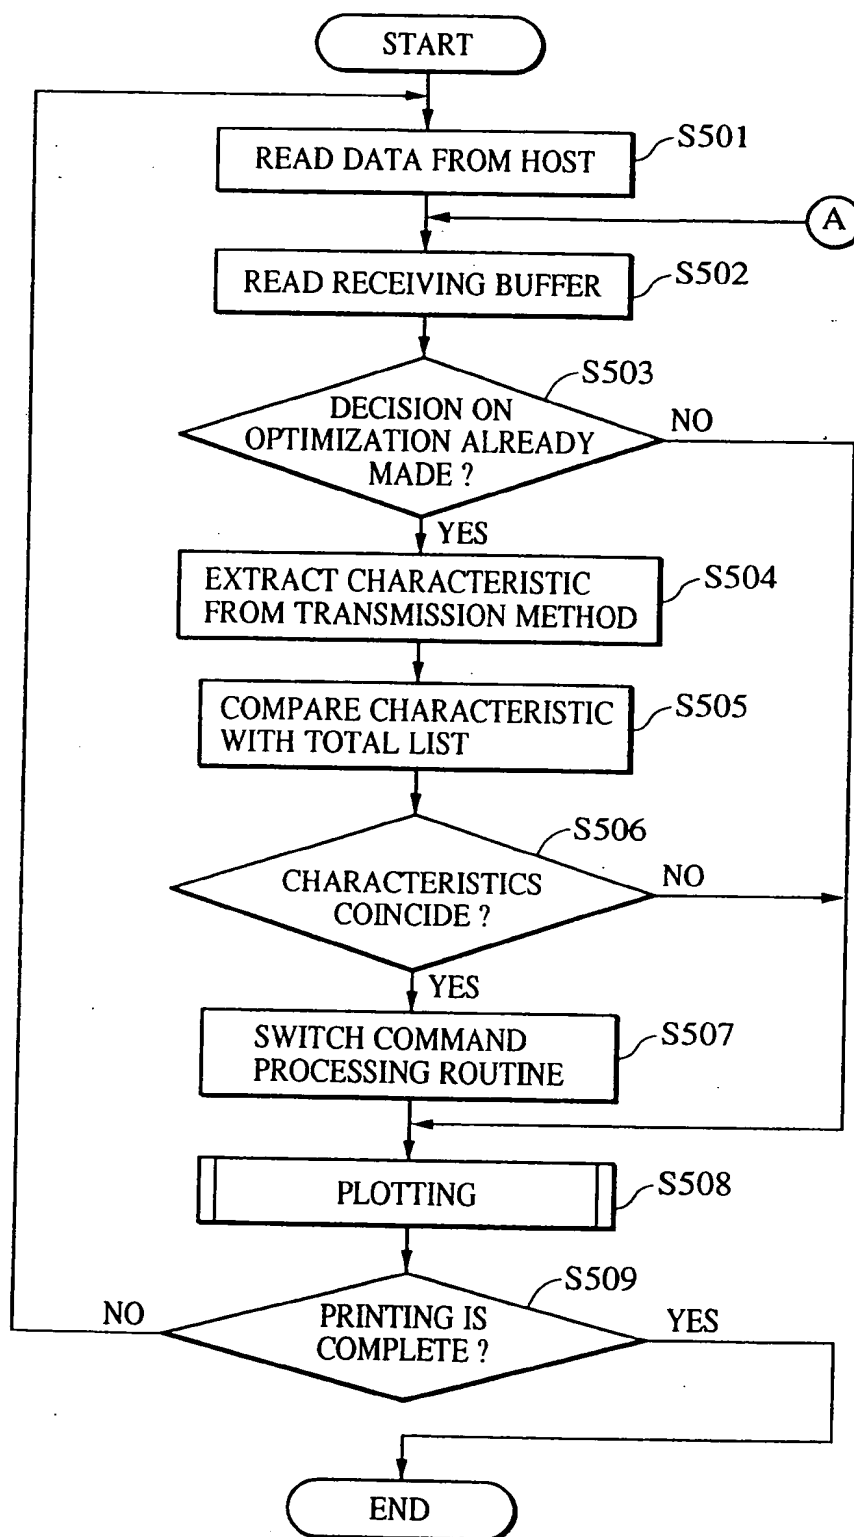 START
READ DATA FROM HOST
S501
A
READ RECEIVING BUFFER
S502
S503
DECISION ON
OPTIMIZATION ALREADY
MADE ?
NO
YES
EXTRACT CHARACTERISTIC
FROM TRANSMISSION METHOD
S504
COMPARE CHARACTERISTIC
WITH TOTAL LIST
S505
S506
CHARACTERISTICS
COINCIDE ?
NO
YES
SWITCH COMMAND
PROCESSING ROUTINE
S507
PLOTTING
S508
S509
NO
PRINTING IS
COMPLETE ?
YES
END